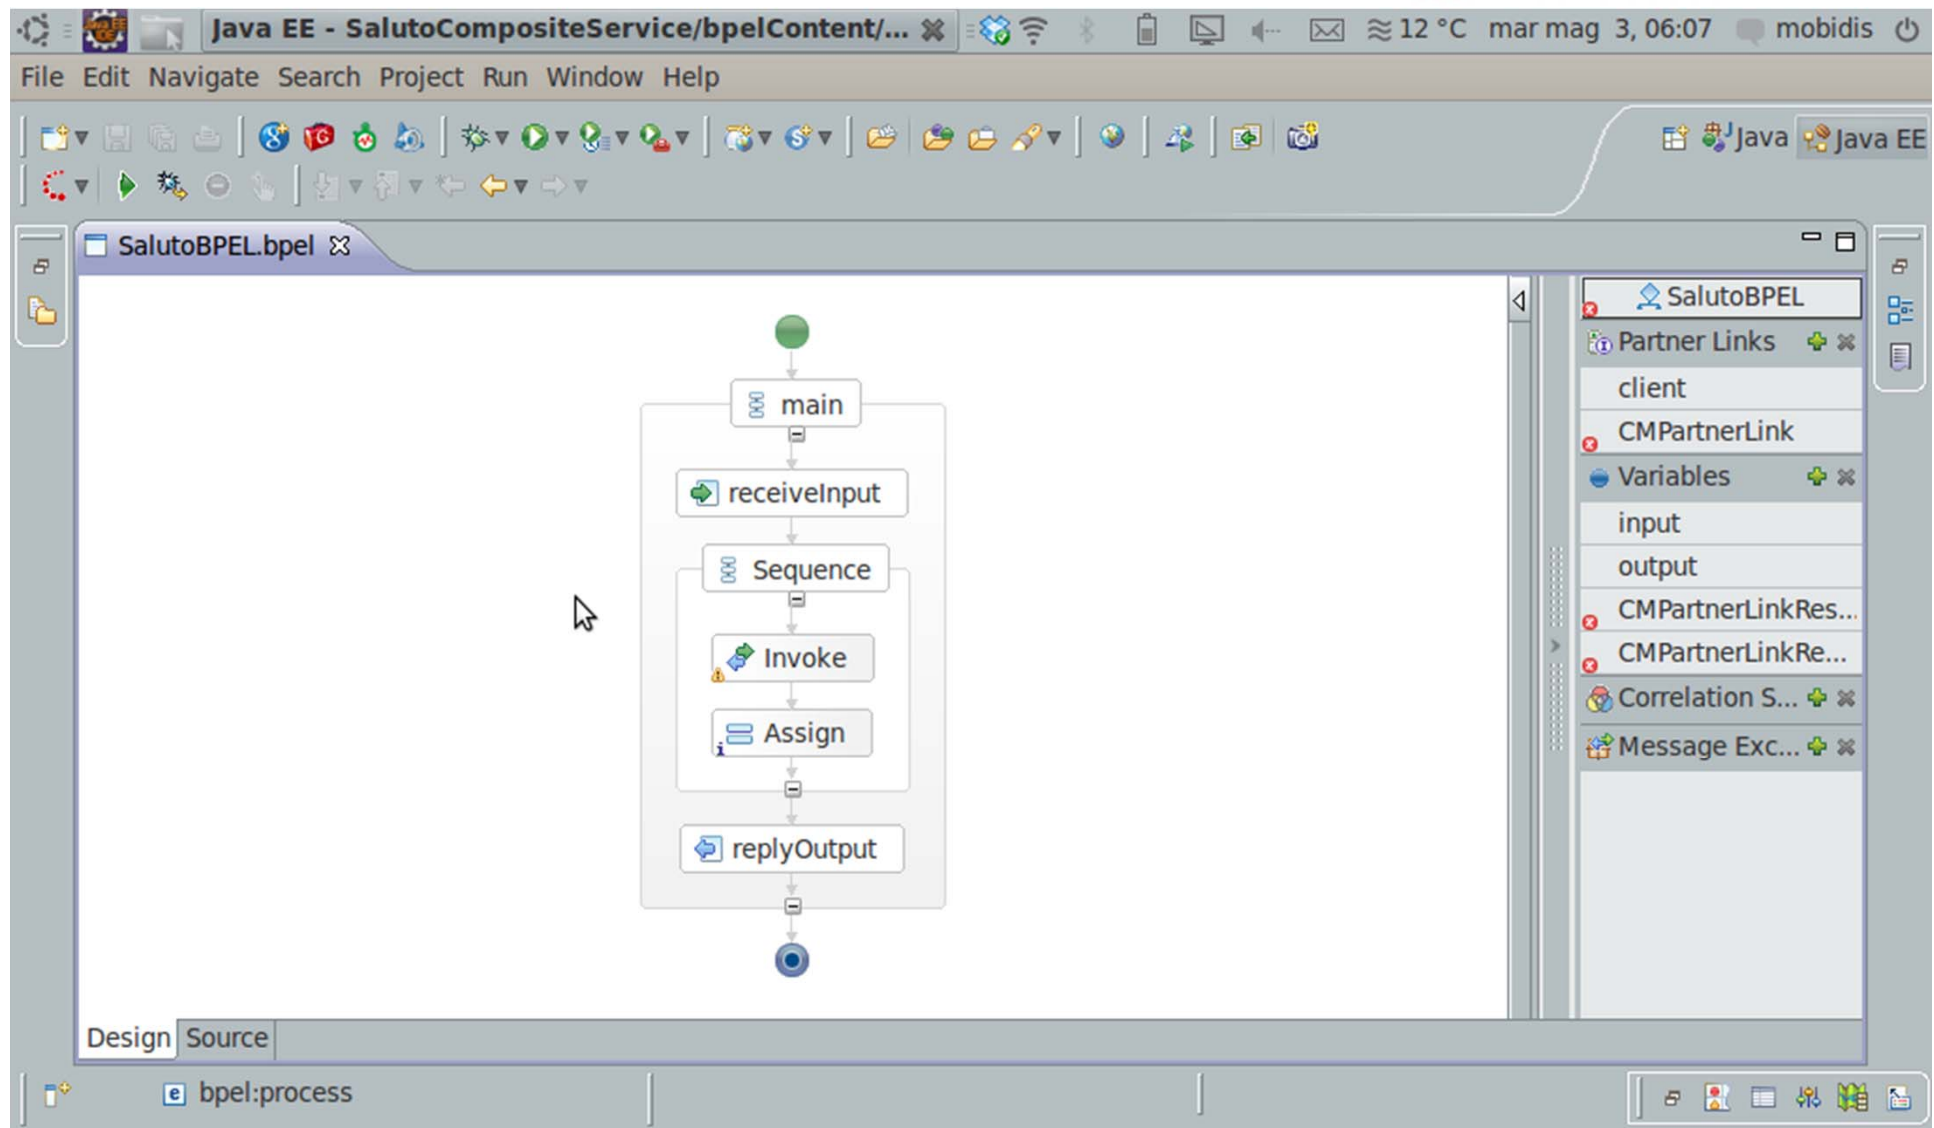 Java EE - SalutoCompositeService/bpelContent/... 12 °C mar mag 3, 06:07 mobidis
File Edit Navigate Search Project Run Window Help
Java Java EE
SalutoBPEL.bpel
SalutoBPEL
Partner Links
client
CMPartnerLink
Variables
input
output
CMPartnerLinkRes...
CMPartnerLinkRe...
Correlation S...
Message Exc...
main
receiveInput
Sequence
Invoke
Assign
replyOutput
Design Source
bpel:process